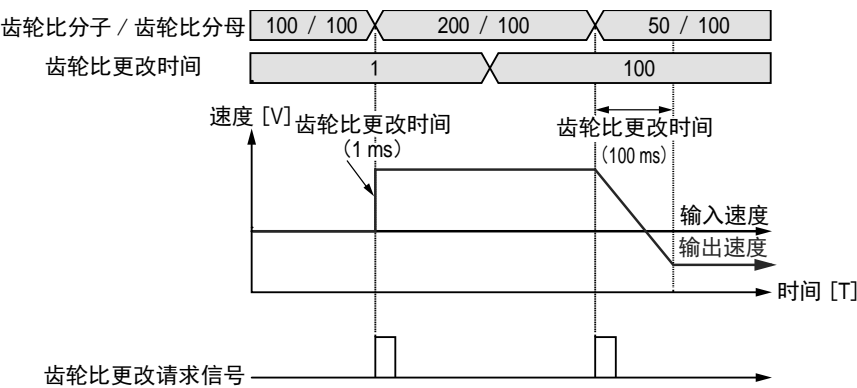 齿轮比分子 / 齿轮比分母 100 / 100 200 / 100 50 / 100
齿轮比更改时间 1 100
速度 [V]
齿轮比更改时间
（1 ms）
齿轮比更改时间
（100 ms）
输入速度
输出速度
时间 [T]
齿轮比更改请求信号